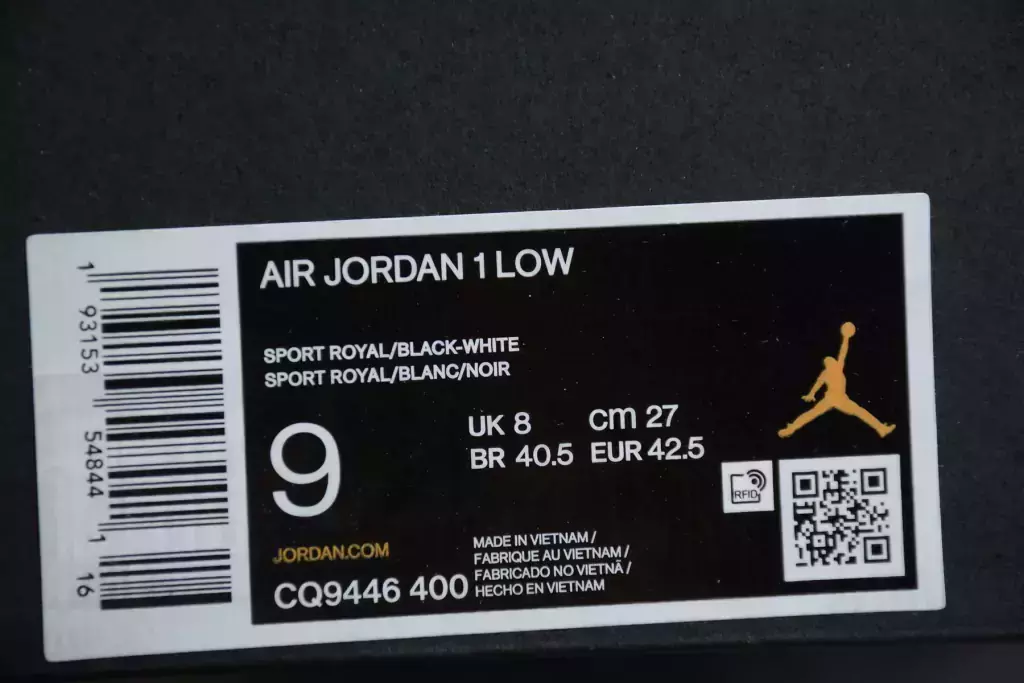 1 93153 54844 1 16
AIR JORDAN 1 LOW
SPORT ROYAL/BLACK-WHITE
SPORT ROYAL/BLANC/NOIR
9
UK 8 cm 27
BR 40.5 EUR 42.5
RFID
JORDAN.COM
CQ9446 400
MADE IN VIETNAM /
FABRIQUE AU VIETNAM /
FABRICADO NO VIETNÃ /
HECHO EN VIETNAM